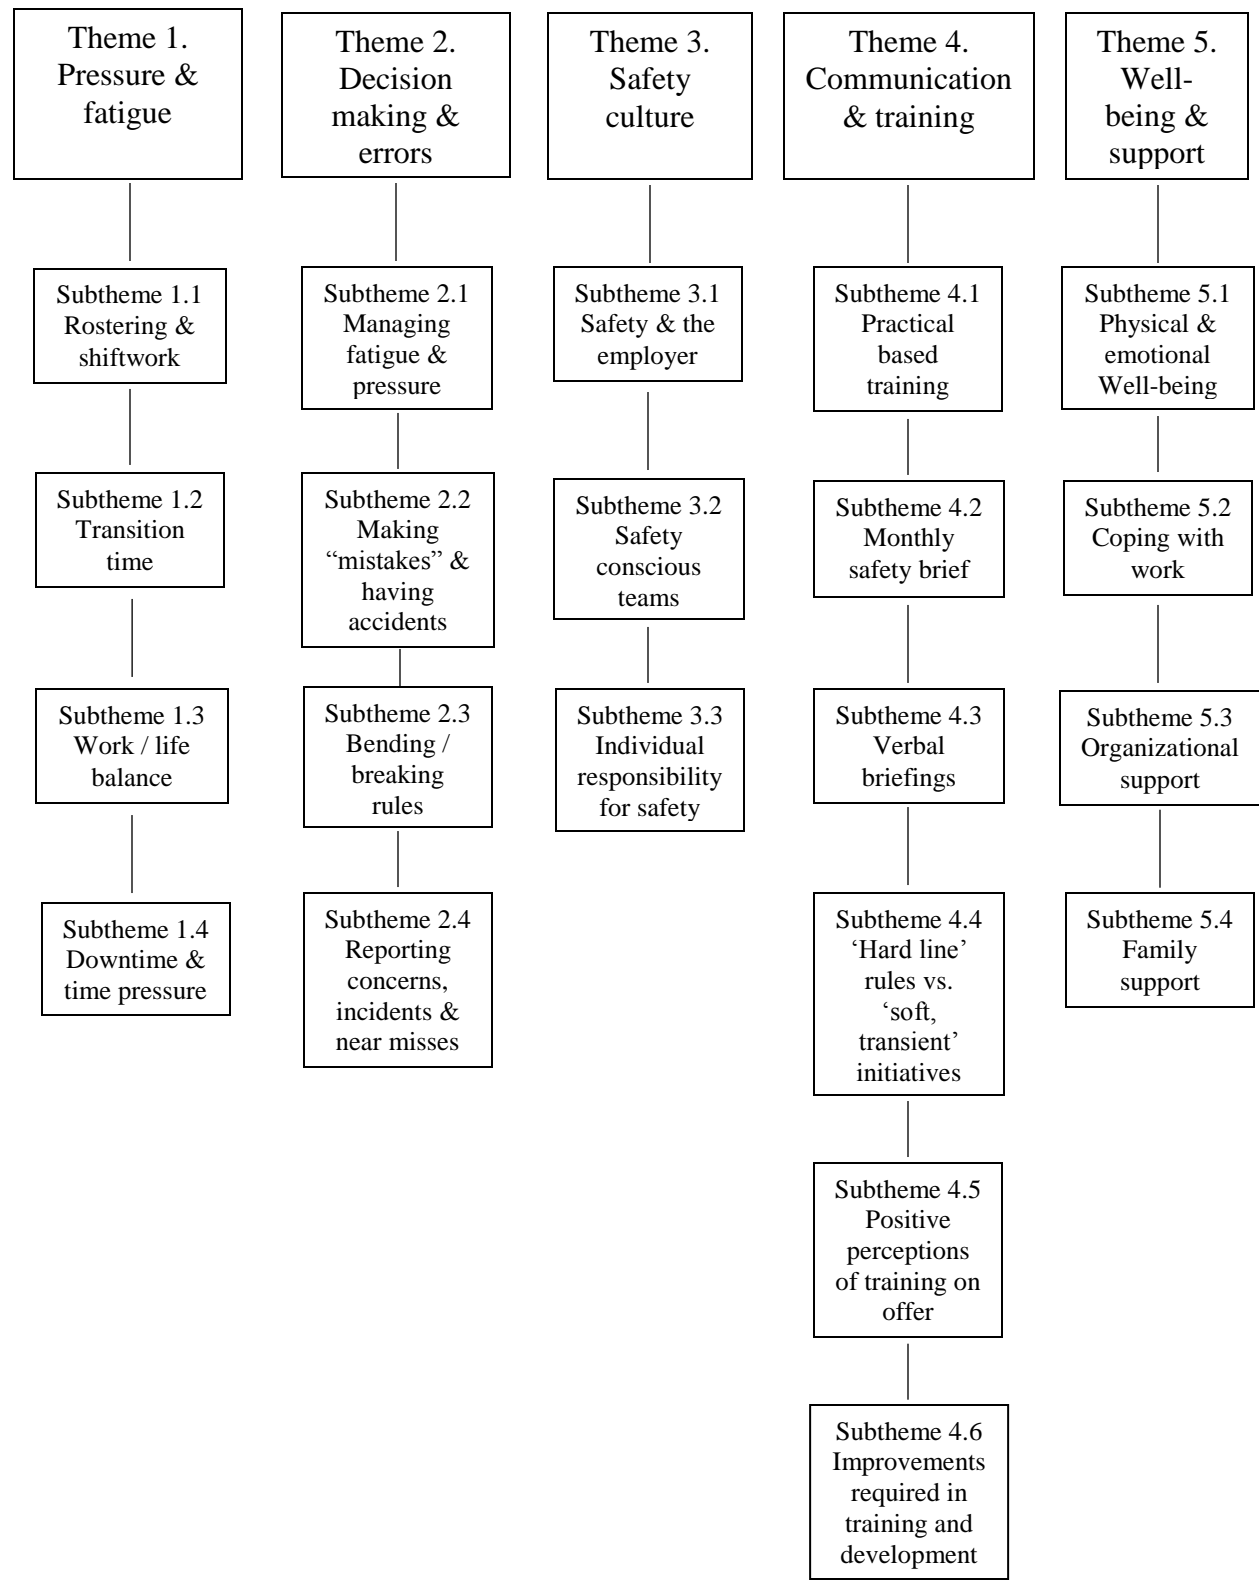 Theme 1.
Pressure &
fatigue
Subtheme 1.1
Rostering &
shiftwork
Subtheme 1.2
Transition
time
Subtheme 1.3
Work / life
balance
Subtheme 1.4
Downtime &
time pressure
Theme 2.
Decision
making &
errors
Subtheme 2.1
Managing
fatigue &
pressure
Subtheme 2.2
Making
“mistakes” &
having
accidents
Subtheme 2.3
Bending /
breaking
rules
Subtheme 2.4
Reporting
concerns,
incidents &
near misses
Theme 3.
Safety
culture
Subtheme 3.1
Safety & the
employer
Subtheme 3.2
Safety
conscious
teams
Subtheme 3.3
Individual
responsibility
for safety
Theme 4.
Communication
& training
Subtheme 4.1
Practical
based
training
Subtheme 4.2
Monthly
safety brief
Subtheme 4.3
Verbal
briefings
Subtheme 4.4
‘Hard line’
rules vs.
‘soft,
transient’
initiatives
Subtheme 4.5
Positive
perceptions
of training on
offer
Subtheme 4.6
Improvements
required in
training and
development
Theme 5.
Well-
being &
support
Subtheme 5.1
Physical &
emotional
Well-being
Subtheme 5.2
Coping with
work
Subtheme 5.3
Organizational
support
Subtheme 5.4
Family
support